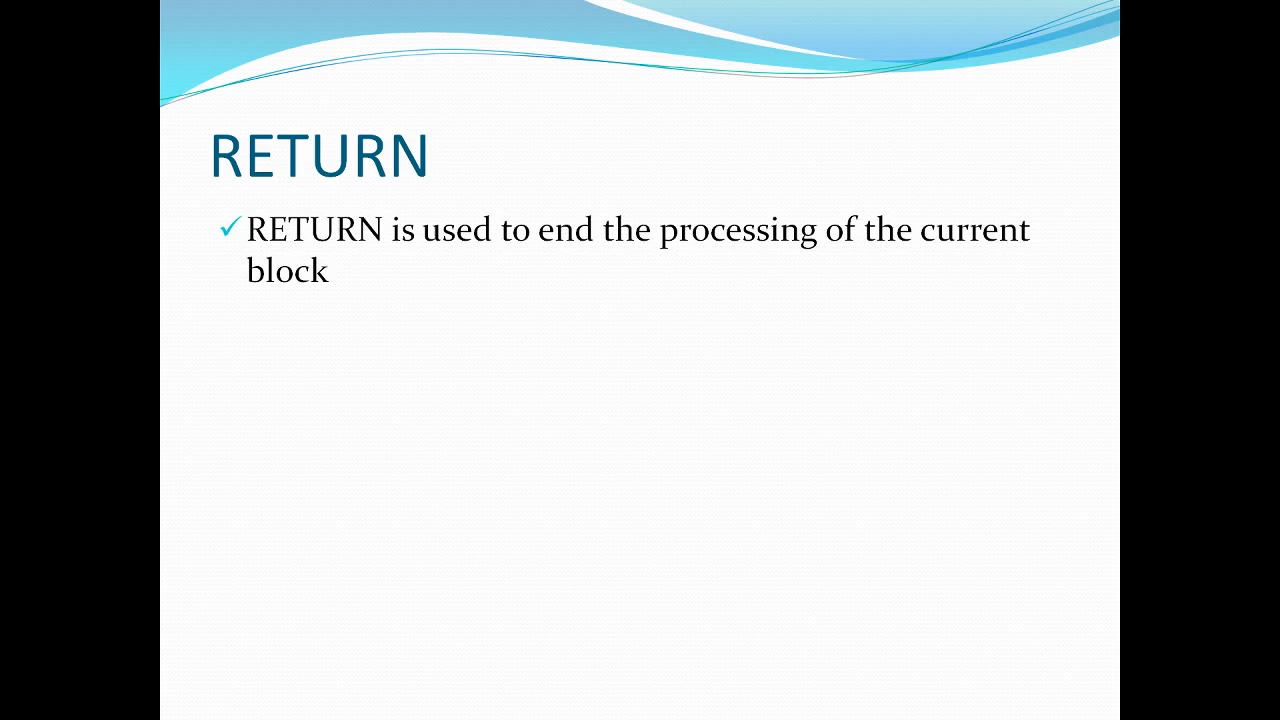 RETURN
RETURN is used to end the processing of the current
block